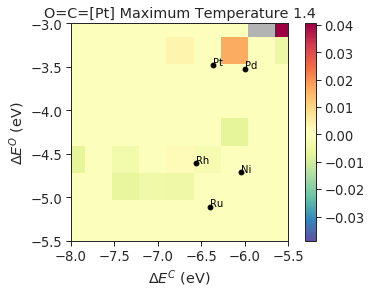 O=C=[Pt] Maximum Temperature 1.4
−3.0
−3.5
−4.0
−4.5
−5.0
−5.5
ΔE^O (eV)
Pt
Pd
Rh
Ni
Ru
−8.0 −7.5 −7.0 −6.5 −6.0 −5.5
ΔE^C (eV)
0.04
0.03
0.02
0.01
0.00
−0.01
−0.02
−0.03